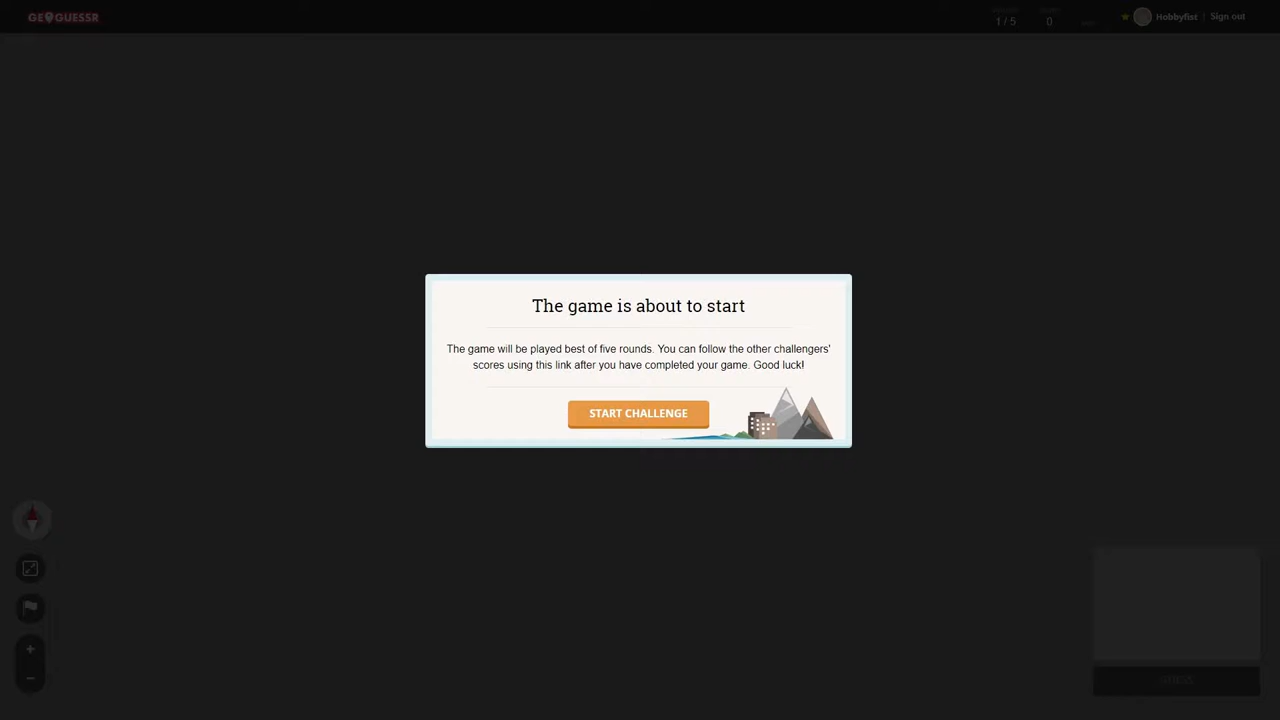 GEOGUESSR
1 / 5
0
Hobbyfist | Sign out
The game is about to start
The game will be played best of five rounds. You can follow the other challengers'
scores using this link after you have completed your game. Good luck!
START CHALLENGE
+
−
GUESS